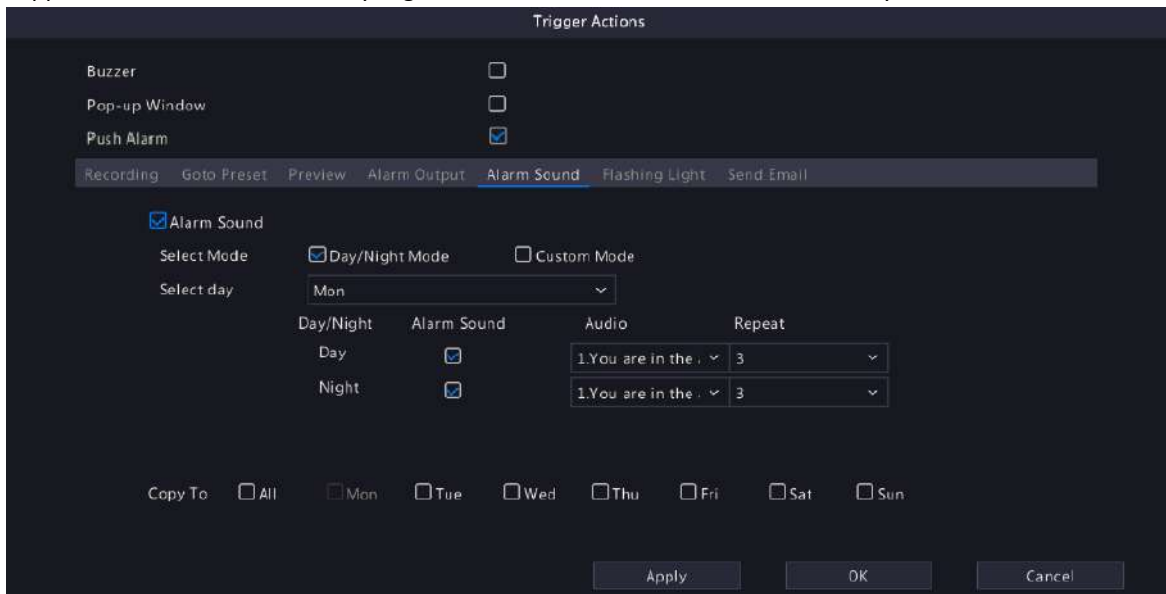 Trigger Actions
Buzzer
Pop-up Window
Push Alarm
Recording Goto Preset Preview Alarm Output Alarm Sound Flashing Light Send Email
Alarm Sound
Select Mode Day/Night Mode Custom Mode
Select day Mon
Day/Night Alarm Sound Audio Repeat
Day 1.You are in the 3
Night 1.You are in the 3
Copy To All Mon Tue Wed Thu Fri Sat Sun
Apply OK Cancel